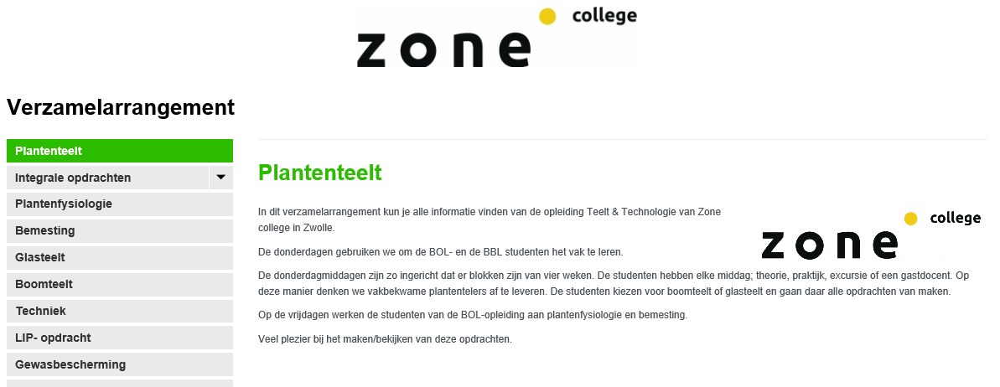 college
zone
Verzamelarrangement
Plantenteelt
Integrale opdrachten
Plantenfysiologie
Bemesting
Glasteelt
Boomteelt
Techniek
LIP- opdracht
Gewasbescherming
Plantenteelt
In dit verzamelarrangement kun je alle informatie vinden van de opleiding Teelt & Technologie van Zone
college in Zwolle.
college
zone
De donderdagen gebruiken we om de BOL- en de BBL studenten het vak te leren.
De donderdagmiddagen zijn zo ingericht dat er blokken zijn van vier weken. De studenten hebben elke middag; theorie, praktijk, excursie of een gastdocent. Op
deze manier denken we vakbekwame plantentelers af te leveren. De studenten kiezen voor boomteelt of glasteelt en gaan daar alle opdrachten van maken.
Op de vrijdagen werken de studenten van de BOL-opleiding aan plantenfysiologie en bemesting.
Veel plezier bij het maken/bekijken van deze opdrachten.